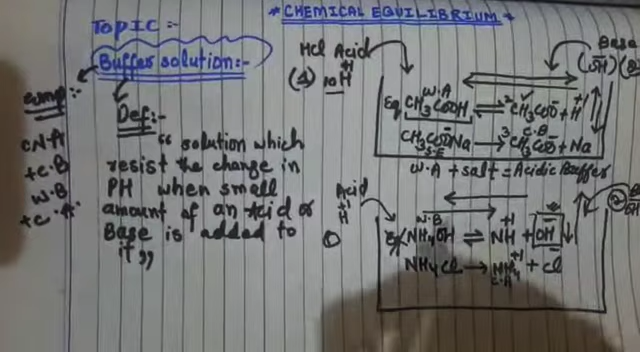 * CHEMICAL EQUILIBRIUM *
TOPIC :-
Buffer solution:-
Def:-
" solution which
resist the change in
PH when small
amount of an Acid or
Base is added to
it "
W.B
Hcl Acid
Base
H+
W.A
Eq CH3COOH ⇌ CH3COO- + H+
C.B
CH3COONa → CH3COO- + Na
S.E
W.A + salt = Acidic Buffer
Acid
H+
W.B
NH4OH ⇌ NH + OH-
NH4Cl → NH4+ + Cl
C.A